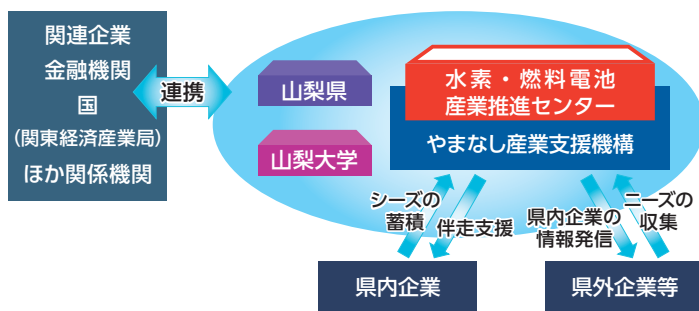 関連企業
金融機関
国
(関東経済産業局)
ほか関係機関
連携
山梨県
山梨大学
水素・燃料電池
産業推進センター
やまなし産業支援機構
シーズの
蓄積
伴走支援
県内企業の
情報発信
ニーズの
収集
県内企業
県外企業等